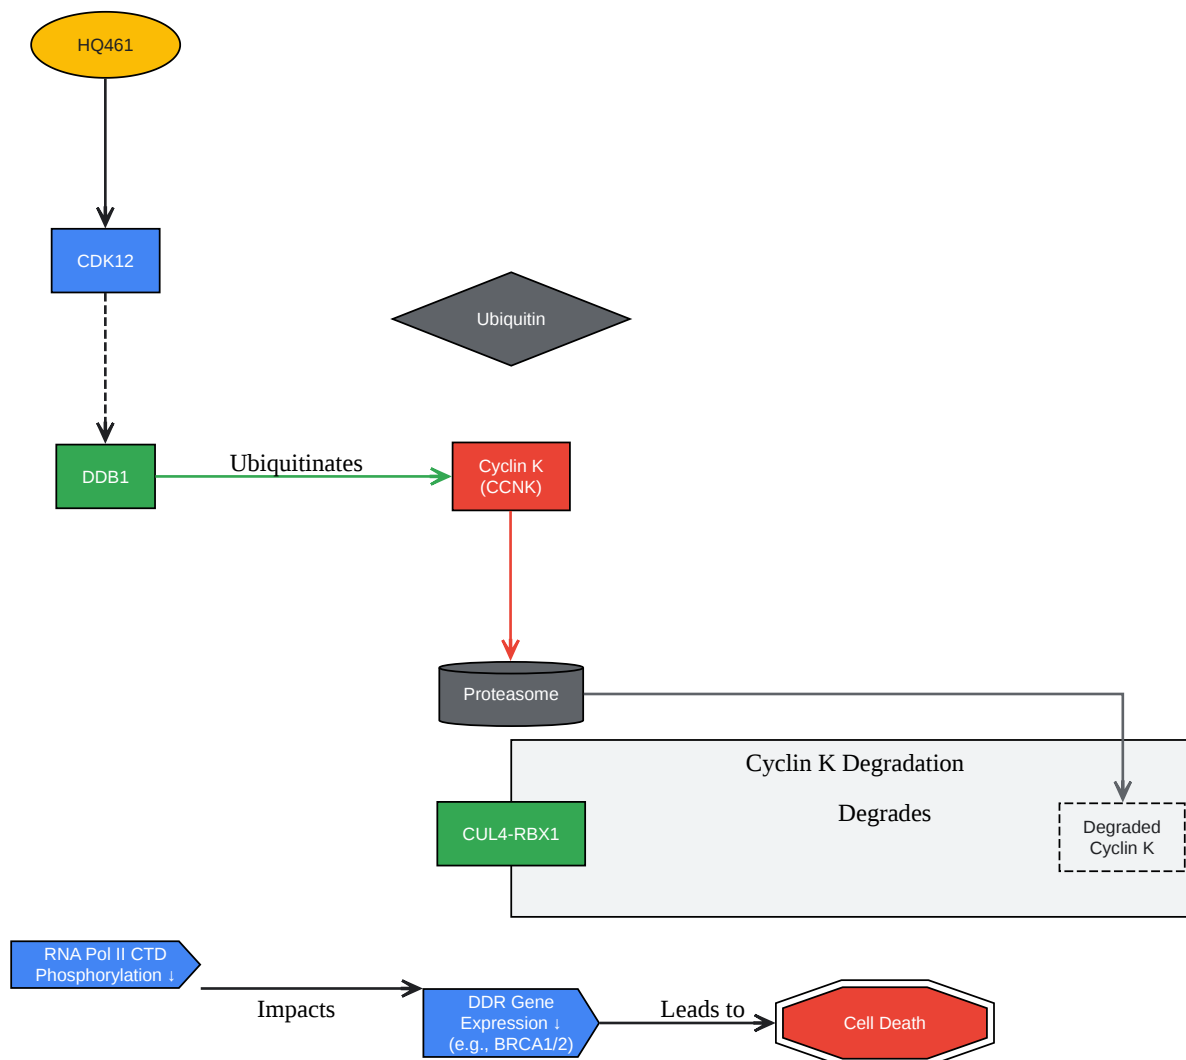 HQ461
CDK12
Ubiquitin
DDB1
Ubiquitinates
Cyclin K
(CCNK)
Proteasome
Cyclin K Degradation
Degrades
CUL4-RBX1
Degraded
Cyclin K
RNA Pol II CTD
Phosphorylation ↓
Impacts
DDR Gene
Expression ↓
(e.g., BRCA1/2)
Leads to
Cell Death